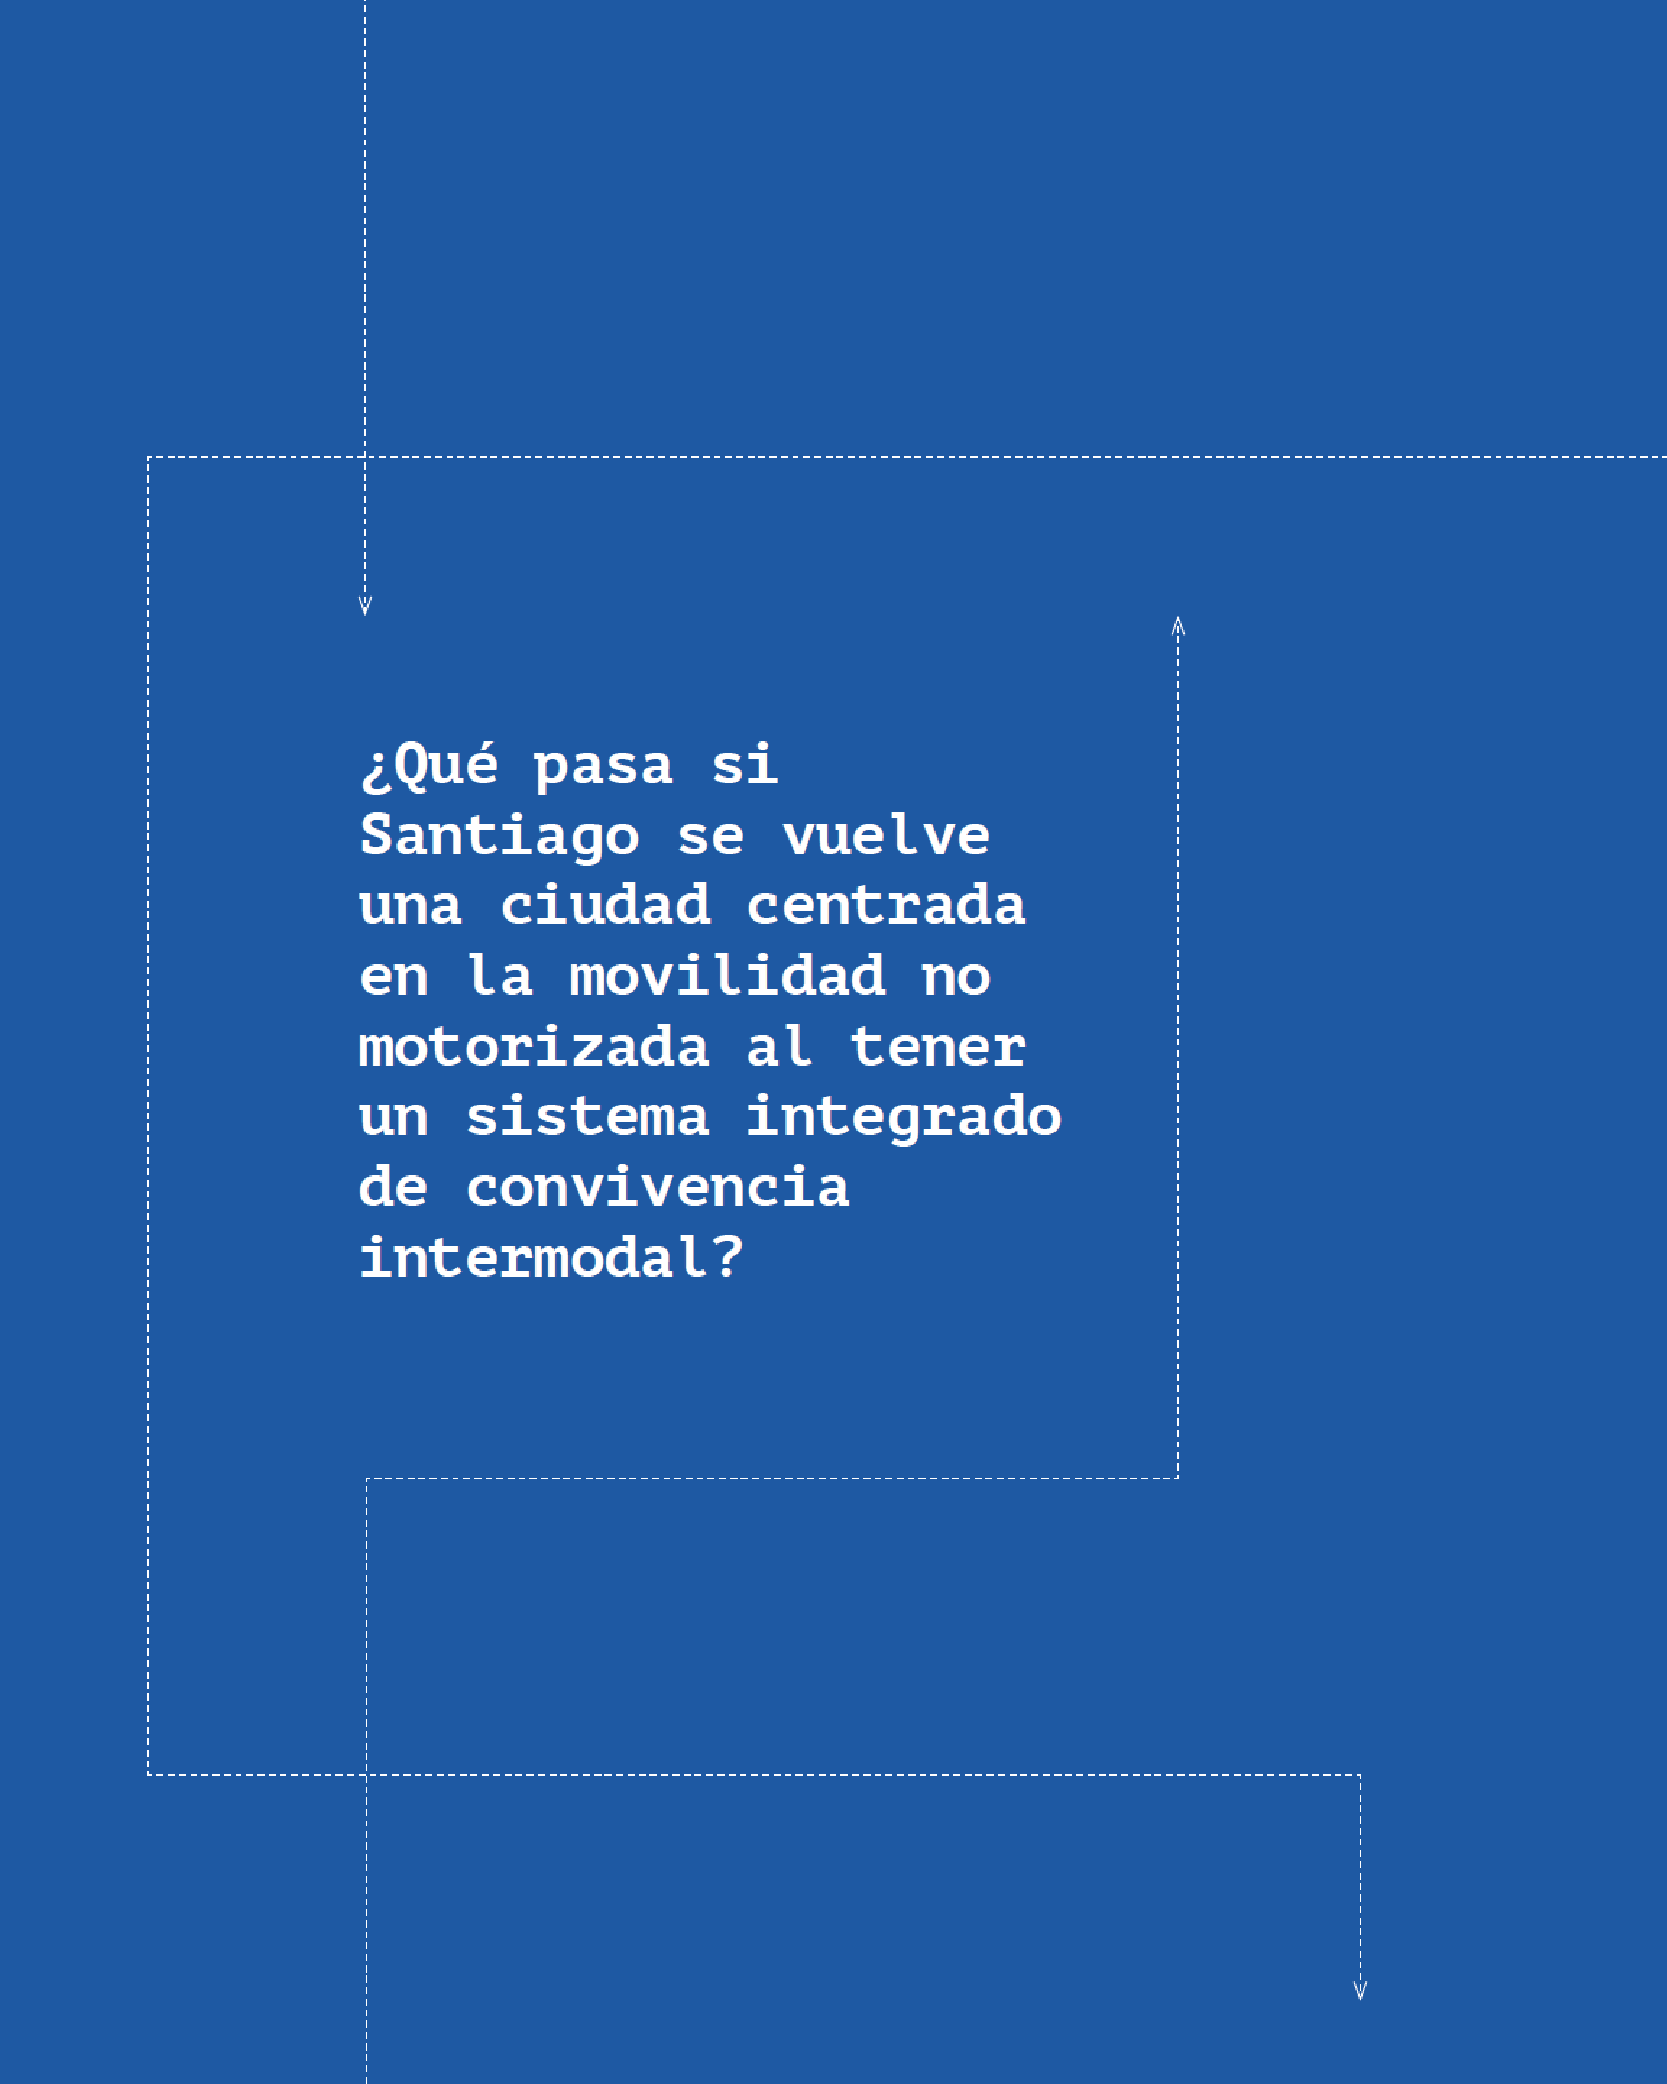 ¿Qué pasa si
Santiago se vuelve
una ciudad centrada
en la movilidad no
motorizada al tener
un sistema integrado
de convivencia
intermodal?